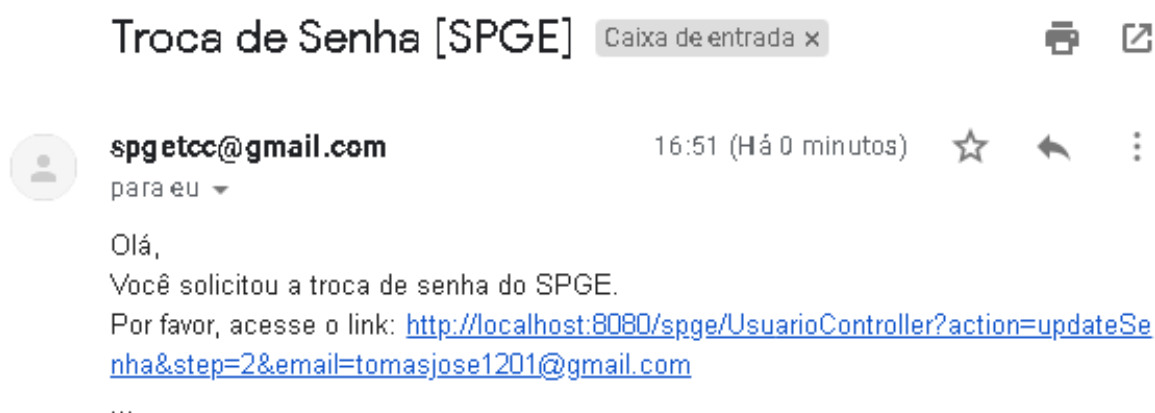 Troca de Senha [SPGE] Caixa de entrada x
spgetcc@gmail.com 16:51 (Há 0 minutos)
para eu
Olá,
Você solicitou a troca de senha do SPGE.
Por favor, acesse o link: http://localhost:8080/spge/UsuarioController?action=updateSe
nha&step=2&email=tomasjose1201@gmail.com
...